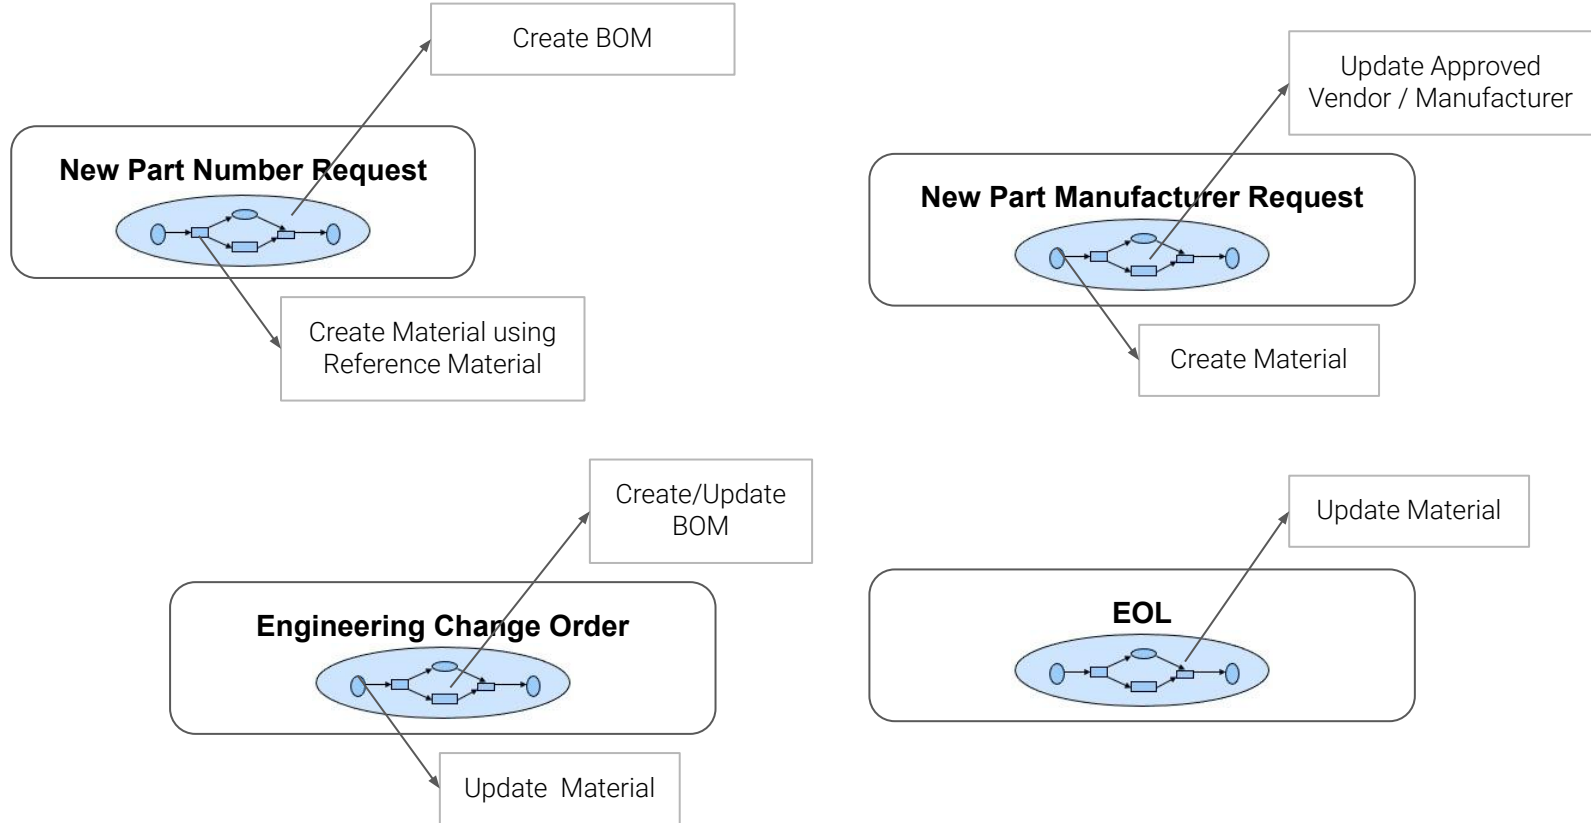 Create BOM
New Part Number Request
Create Material using
Reference Material
Update Approved
Vendor / Manufacturer
New Part Manufacturer Request
Create Material
Create/Update
BOM
Engineering Change Order
Update  Material
Update Material
EOL